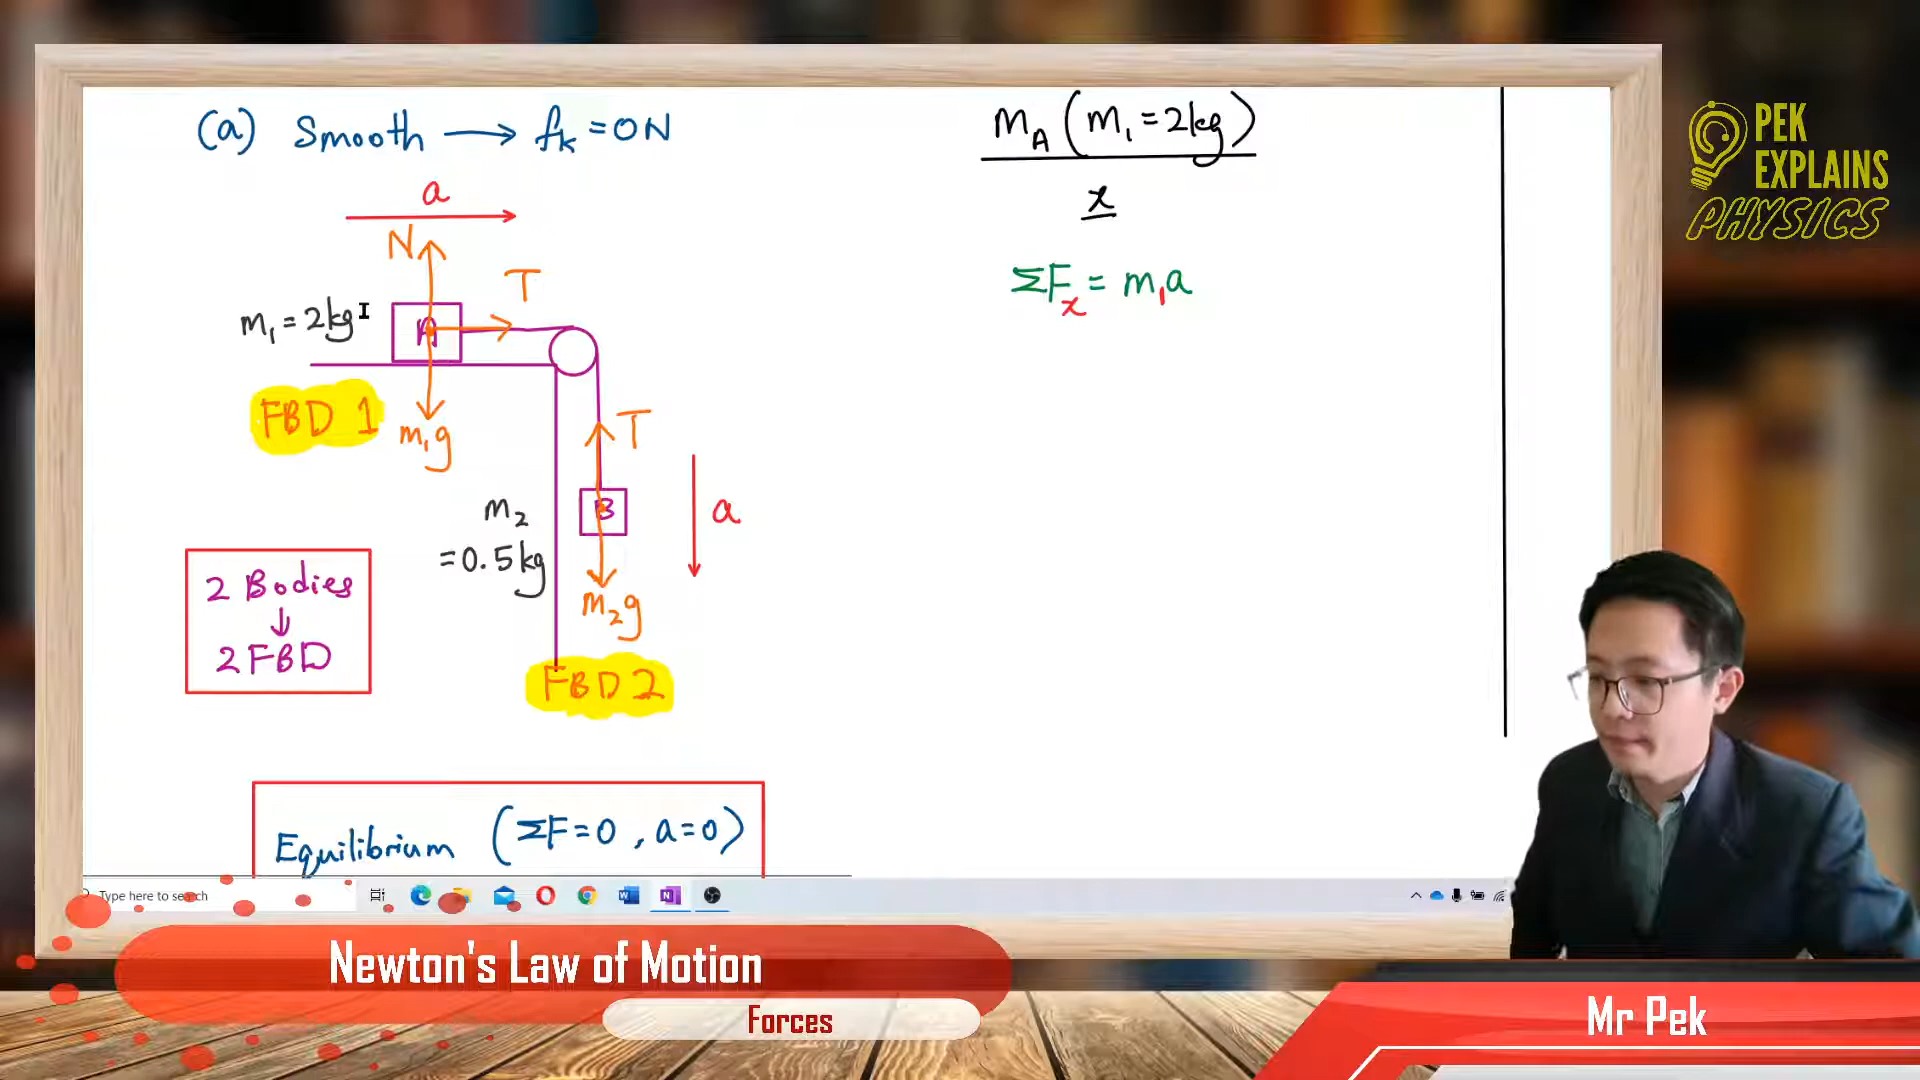 (a) Smooth → fk = 0N
a
N
T
m₁ = 2kg
A
FBD 1
m₁g
T
m₂
= 0.5kg
B
a
m₂g
2 Bodies
↓
2 FBD
FBD 2
Equilibrium (ΣF = 0, a = 0)
mA (m₁ = 2kg)
x
ΣFx = m₁a
PEK
EXPLAINS
PHYSICS
Type here to search
Newton's Law of Motion
Forces
Mr Pek